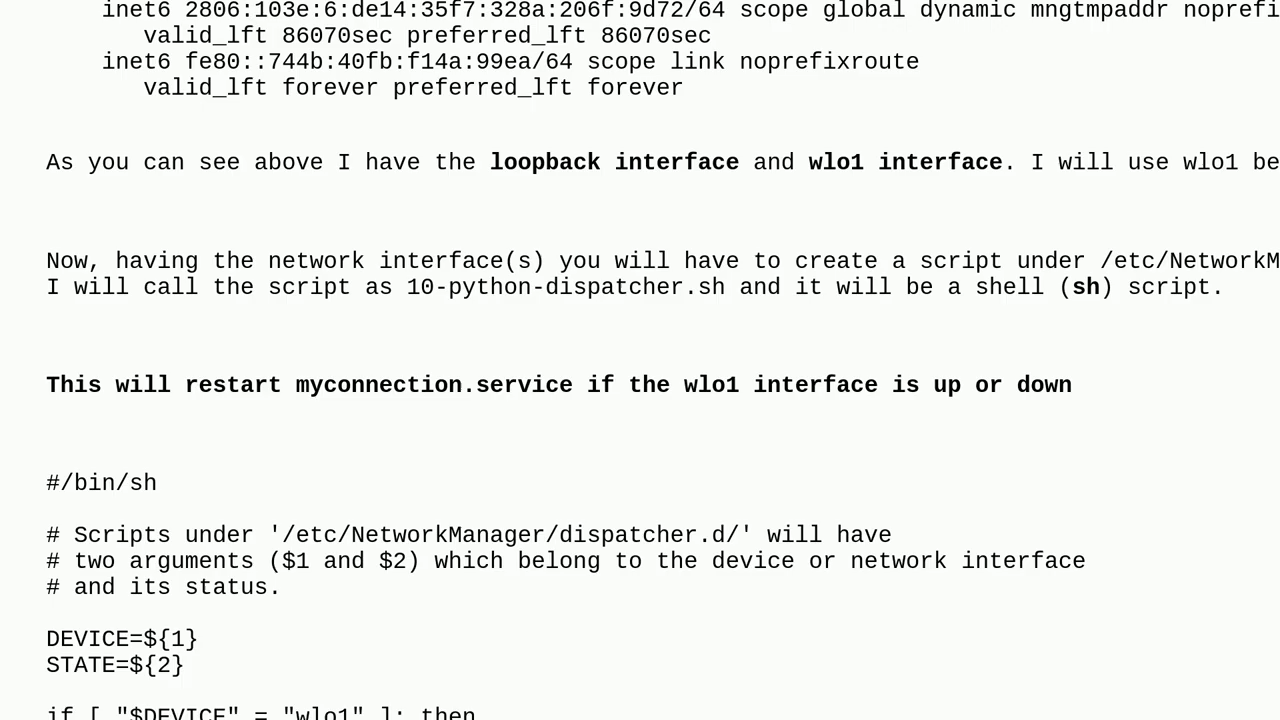 inet6 2806:103e:6:de14:35f7:328a:206f:9d72/64 scope global dynamic mngtmpaddr noprefi
valid_lft 86070sec preferred_lft 86070sec
inet6 fe80::744b:40fb:f14a:99ea/64 scope link noprefixroute
valid_lft forever preferred_lft forever
As you can see above I have the loopback interface and wlo1 interface. I will use wlo1 be
Now, having the network interface(s) you will have to create a script under /etc/NetworkM
I will call the script as 10-python-dispatcher.sh and it will be a shell (sh) script.
This will restart myconnection.service if the wlo1 interface is up or down
#/bin/sh
# Scripts under '/etc/NetworkManager/dispatcher.d/' will have
# two arguments ($1 and $2) which belong to the device or network interface
# and its status.
DEVICE=${1}
STATE=${2}
if [ "$DEVICE" = "wlo1" ]; then